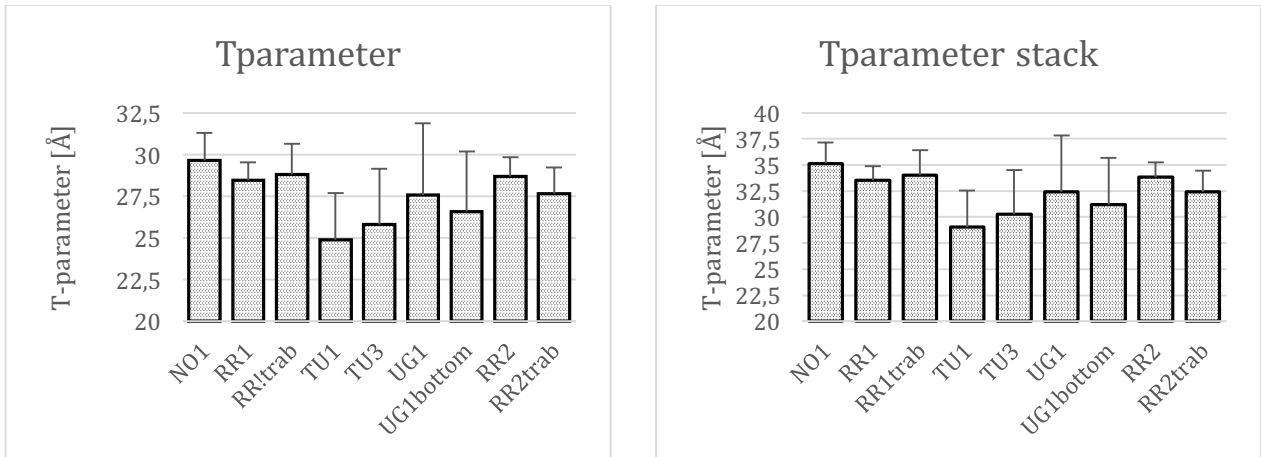 Tparameter
T-parameter [Å]
32,5
30
27,5
25
22,5
20
NO1
RR1
RR!trab
TU1
TU3
UG1
UG1bottom
RR2
RR2trab
Tparameter stack
T-parameter [Å]
40
37,5
35
32,5
30
27,5
25
22,5
20
NO1
RR1
RR1trab
TU1
TU3
UG1
UG1bottom
RR2
RR2trab